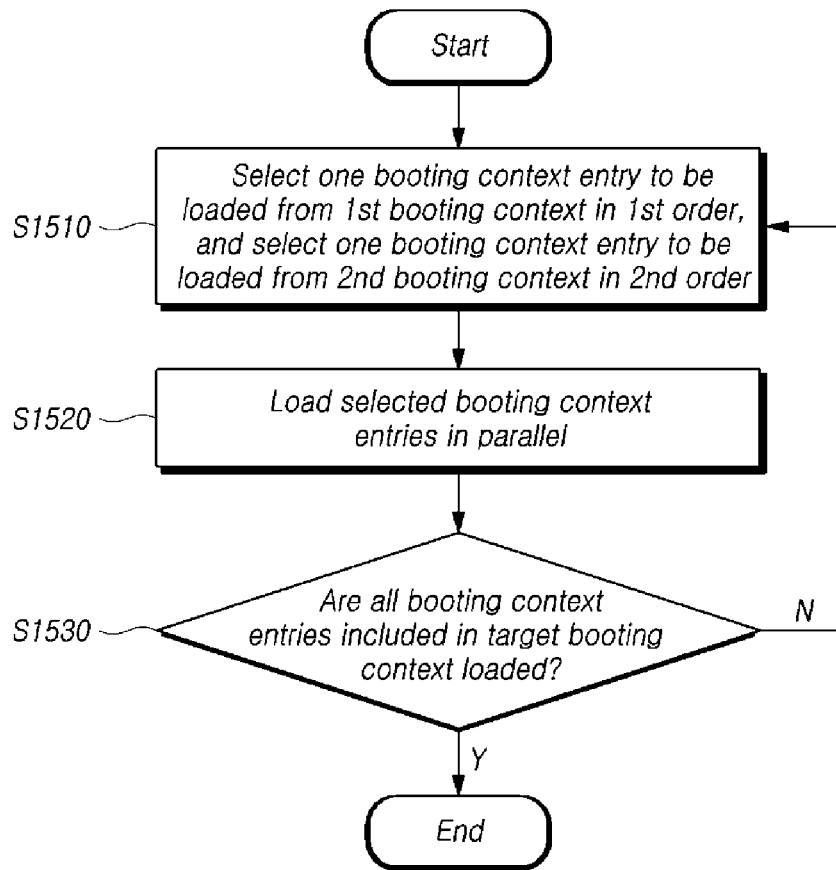 Start
S1510
Select one booting context entry to be
loaded from 1st booting context in 1st order,
and select one booting context entry to be
loaded from 2nd booting context in 2nd order
S1520
Load selected booting context
entries in parallel
S1530
Are all booting context
entries included in target booting
context loaded?
N
Y
End